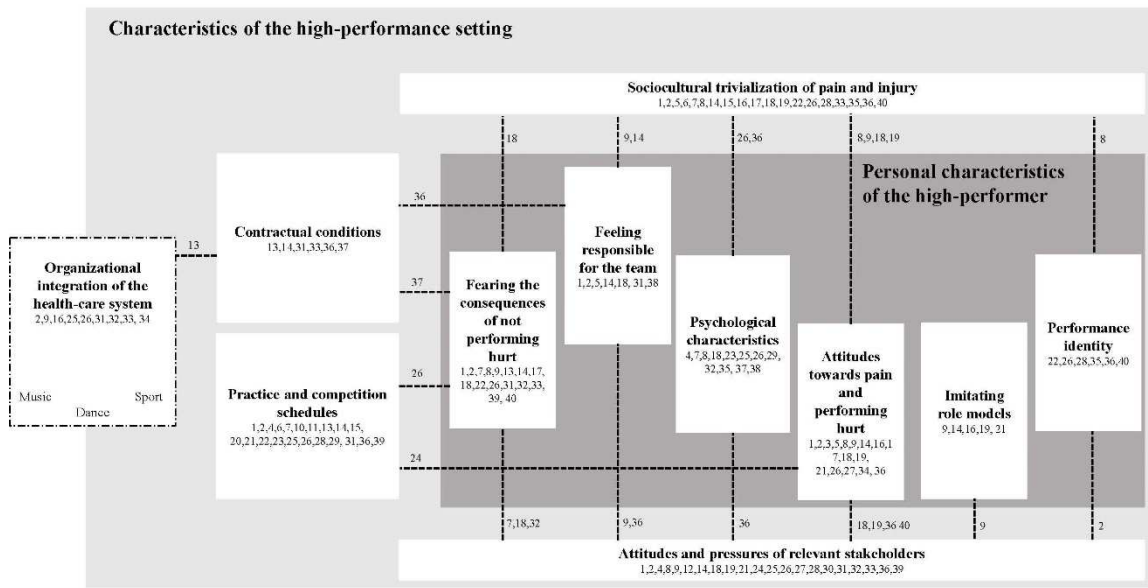 Characteristics of the high-performance setting
Sociocultural trivialization of pain and injury
1,2,5,6,7,8,14,15,16,17,18,19,22,26,28,33,35,36,40
18
9,14
26,36
8,9,18,19
8
Personal characteristics
of the high-performer
36
Contractual conditions
13,14,31,33,36,37
13
Organizational
integration of the
health-care system
2,9,16,25,26,31,32,33, 34
Music
Sport
Dance
37
Practice and competition
schedules
1,2,4,6,7,10,11,13,14,15,
20,21,22,23,25,26,28,29, 31,36,39
26
24
Fearing the
consequences
of not
performing
hurt
1,2,7,8,9,13,14,17,
18,22,26,31,32,33,
39, 40
Feeling
responsible
for the team
1,2,5,14,18, 31,38
Psychological
characteristics
4,7,8,18,23,25,26,29,
32,35, 37,38
Attitudes
towards pain
and
performing
hurt
1,2,3,5,8,9,14,16,1
7,18,19,
21,26,27,34, 36
Imitating
role models
9,14,16,19, 21
Performance
identity
22,26,28,35,36,40
7,18,32
9,36
36
18,19,36 40
9
2
Attitudes and pressures of relevant stakeholders
1,2,4,8,9,12,14,18,19,21,24,25,26,27,28,30,31,32,33,36,39